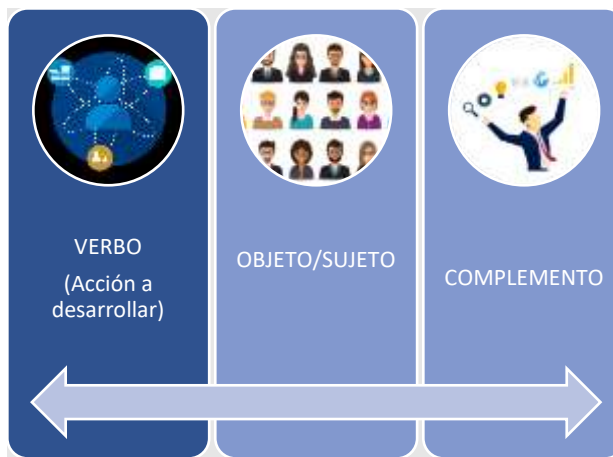 VERBO
(Acción a
desarrollar)
OBJETO/SUJETO
COMPLEMENTO